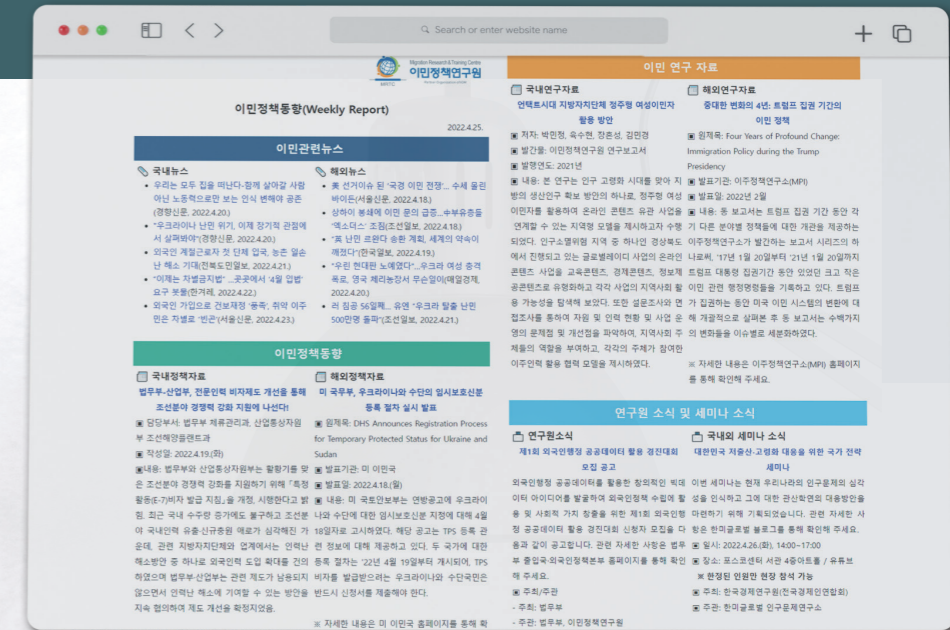 Search or enter website name
Migration Research & Training Centre
이민정책연구원
이민정책동향(Weekly Report)
2022.4.25.
이민관련뉴스
국내뉴스
• 우리는 모두 집을 떠난다-함께 살아갈 사람
아닌 노동력으로만 보는 인식 변해야 공존
(경향신문, 2022.4.20.)
• "우크라이나 난민 위기, 이제 장기적 관점에
서 살펴봐야"(경향신문, 2022.4.20.)
• 외국인 계절근로자 첫 단체 입국, 농촌 일손
난 해소 기대(전북도민일보, 2022.4.21.)
• "이제는 차별금지법" …곳곳에서 '4월 입법'
요구 봇물(한겨레, 2022.4.22.)
• 외국인 가입으로 건보재정 '풍족', 취약 이주
민은 차별로 '빈곤'(서울신문, 2022.4.23.)
해외뉴스
• 美 선거이슈 된 '국경 이민 전쟁'… 수세 몰린
바이든(서울신문, 2022.4.18.)
• 상하이 봉쇄에 이민 문의 급증…中부유층들
'엑소더스' 조짐(조선일보, 2022.4.18.)
• "英 난민 르완다 송환 계획, 세계의 약속이
깨졌다"(한국일보, 2022.4.19.)
• "우린 현대판 노예였다"…우크라 여성 충격
폭로, 영국 체리농장서 무슨일이(매일경제,
2022.4.20.)
• 러 침공 56일째… 유엔 "우크라 탈출 난민
500만명 돌파"(조선일보, 2022.4.21.)
이민정책동향
국내정책자료
법무부-산업부, 전문인력 비자제도 개선을 통해
조선분야 경쟁력 강화 지원에 나선다!
▣ 담당부서: 법무부 체류관리과, 산업통상자원
부 조선해양플랜트과
▣ 작성일: 2022.4.19.(화)
▣내용: 법무부와 산업통상자원부는 활황기를 맞
은 조선분야 경쟁력 강화를 지원하기 위해 「특정
활동(E-7)비자 발급 지침」을 개정, 시행한다고 밝
힘. 최근 국내 수주량 증가에도 불구하고 조선분
야 국내인력 유출·신규충원 애로가 심각해진 가
운데, 관련 지방자치단체와 업계에서는 인력난
해소방안 중 하나로 외국인력 도입 확대를 건의
하였으며 법무부·산업부는 관련 제도가 남용되지
않으면서 인력난 해소에 기여할 수 있는 방안을
지속 협의하며 제도 개선을 확정지었음.
해외정책자료
미 국무부, 우크라이나와 수단의 임시보호신분
등록 절차 실시 발표
▣ 원제목: DHS Announces Registration Process
for Temporary Protected Status for Ukraine and
Sudan
▣ 발표기관: 미 이민국
▣ 발표일: 2022.4.18.(월)
▣ 내용: 미 국토안보부는 연방공고에 우크라이
나와 수단에 대한 임시보호신분 지정에 대해 4월
18일자로 고시하였다. 해당 공고는 TPS 등록 관
련 정보에 대해 제공하고 있다. 두 국가에 대한
등록 절차는 '22년 4월 19일부터 개시되어, TPS
비자를 발급받으려는 우크라이나와 수단국민은
반드시 신청서를 제출해야 한다.
※ 자세한 내용은 미 이민국 홈페이지를 통해 확
이민 연구 자료
국내연구자료
언택트시대 지방자치단체 정주형 여성이민자
활용 방안
▣ 저자: 박민정, 육수현, 장흔성, 김민경
▣ 발간물: 이민정책연구원 연구보고서
▣ 발행연도: 2021년
▣ 내용: 본 연구는 인구 고령화 시대를 맞아 지
방의 생산인구 확보 방안의 하나로, 정주형 여성
이민자를 활용하여 온라인 콘텐츠 유관 사업을
연계할 수 있는 지역형 모델을 제시하고자 수행
되었다. 인구소멸위험 지역 중 하나인 경상북도
에서 진행되고 있는 글로벌레이디 사업의 온라인
콘텐츠 사업을 교육콘텐츠, 경제콘텐츠, 정보제
공콘텐츠로 유형화하고 각각 사업의 지역사회 활
용 가능성을 탐색해 보았다. 또한 설문조사와 면
접조사를 통하여 자원 및 인력 현황 및 사업 운
영의 문제점 및 개선점을 파악하여, 지역사회 주
체들의 역할을 부여하고, 각각의 주체가 참여한
이주인력 활용 협력 모델을 제시하였다.
해외연구자료
중대한 변화의 4년: 트럼프 집권 기간의
이민 정책
▣ 원제목: Four Years of Profound Change:
Immigration Policy during the Trump
Presidency
▣ 발표기관: 이주정책연구소(MPI)
▣ 발표일: 2022년 2월
▣ 내용: 동 보고서는 트럼프 집권 기간 동안 각
기 다른 분야별 정책들에 대한 개관을 제공하는
이주정책연구소가 발간하는 보고서 시리즈의 하
나로써, '17년 1월 20일부터 '21년 1월 20일까지
트럼프 대통령 집권기간 동안 있었던 크고 작은
이민 관련 행정명령들을 기록하고 있다. 트럼프
가 집권하는 동안 미국 이민 시스템의 변환에 대
해 개괄적으로 살펴본 후 동 보고서는 수백가지
의 변화들을 이슈별로 세분화하였다.
※ 자세한 내용은 이주정책연구소(MPI) 홈페이지
를 통해 확인해 주세요.
연구원 소식 및 세미나 소식
연구원소식
제1회 외국인행정 공공데이터 활용 경진대회
모집 공고
외국인행정 공공데이터를 활용한 창의적인 빅데
이터 아이디어를 발굴하여 외국인정책 수립에 활
용 및 사회적 가치 창출을 위한 제1회 외국인행
정 공공데이터 활용 경진대회 신청자 모집을 다
음과 같이 공고합니다. 관련 자세한 사항은 법무
부 출입국·외국인정책본부 홈페이지를 통해 확인
해 주세요.
▣ 주최/주관
- 주최: 법무부
- 주관: 법무부, 이민정책연구원
국내외 세미나 소식
대한민국 저출산·고령화 대응을 위한 국가 전략
세미나
이번 세미나는 현재 우리나라의 인구문제의 심각
성을 인식하고 그에 대한 관산학연의 대응방안을
마련하기 위해 기획되었습니다. 관련 자세한 사
항은 한미글로벌 블로그를 통해 확인해 주세요.
▣ 일시: 2022.4.26.(화), 14:00~17:00
▣ 장소: 포스코센터 서관 4층아트홀 / 유튜브
※ 한정된 인원만 현장 참석 가능
▣ 주최: 한국경제연구원(전국경제인연합회)
▣ 주관: 한미글로벌 인구문제연구소